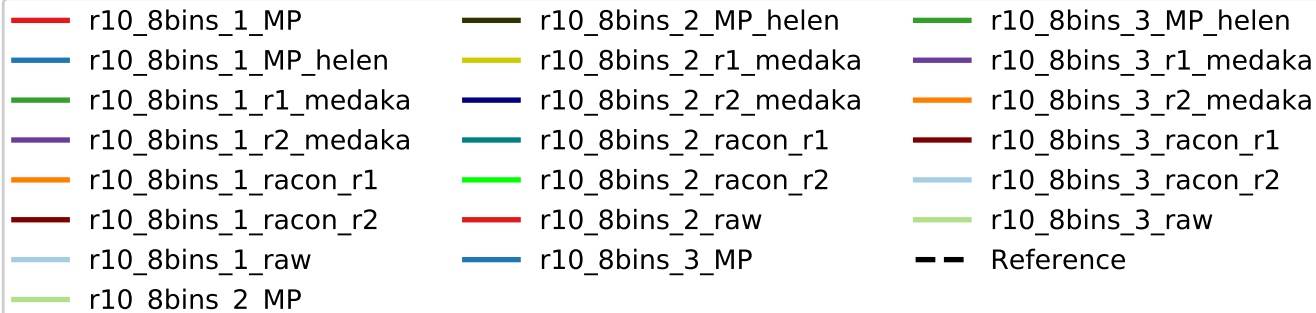 r10_8bins_1_MP
r10_8bins_1_MP_helen
r10_8bins_1_r1_medaka
r10_8bins_1_r2_medaka
r10_8bins_1_racon_r1
r10_8bins_1_racon_r2
r10_8bins_1_raw
r10_8bins_2_MP
r10_8bins_2_MP_helen
r10_8bins_2_r1_medaka
r10_8bins_2_r2_medaka
r10_8bins_2_racon_r1
r10_8bins_2_racon_r2
r10_8bins_2_raw
r10_8bins_3_MP
r10_8bins_3_MP_helen
r10_8bins_3_r1_medaka
r10_8bins_3_r2_medaka
r10_8bins_3_racon_r1
r10_8bins_3_racon_r2
r10_8bins_3_raw
Reference